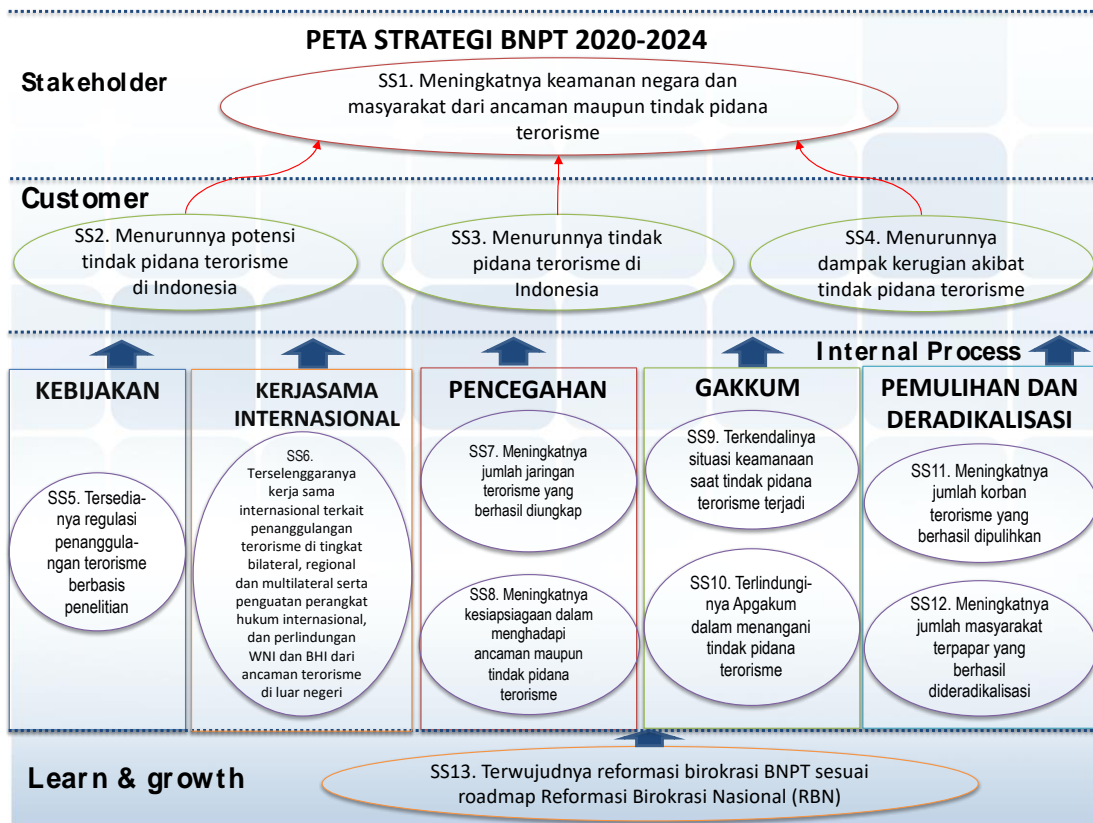 PETA STRATEGI BNPT 2020-2024
Stakeholder
SS1. Meningkatnya keamanan negara dan
masyarakat dari ancaman maupun tindak pidana
terorisme
Customer
SS2. Menurunnya potensi
tindak pidana terorisme
di Indonesia
SS3. Menurunnya tindak
pidana terorisme di
Indonesia
SS4. Menurunnya
dampak kerugian akibat
tindak pidana terorisme
Internal Process
KEBIJAKAN
SS5. Tersedia-
nya regulasi
penanggula-
ngan terorisme
berbasis
penelitian
KERJASAMA
INTERNASIONAL
SS6.
Terselenggaranya
kerja sama
internasional terkait
penanggulangan
terorisme di tingkat
bilateral, regional
dan multilateral serta
penguatan perangkat
hukum internasional,
dan perlindungan
WNI dan BHI dari
ancaman terorisme
di luar negeri
PENCEGAHAN
SS7. Meningkatnya
jumlah jaringan
terorisme yang
berhasil diungkap
SS8. Meningkatnya
kesiapsiagaan dalam
menghadapi
ancaman maupun
tindak pidana
terorisme
GAKKUM
SS9. Terkendalinya
situasi keamanaan
saat tindak pidana
terorisme terjadi
SS10. Terlindungi-
nya Apgakum
dalam menangani
tindak pidana
terorisme
PEMULIHAN DAN
DERADIKALISASI
SS11. Meningkatnya
jumlah korban
terorisme yang
berhasil dipulihkan
SS12. Meningkatnya
jumlah masyarakat
terpapar yang
berhasil
dideradikalisasi
Learn & growth
SS13. Terwujudnya reformasi birokrasi BNPT sesuai
roadmap Reformasi Birokrasi Nasional (RBN)